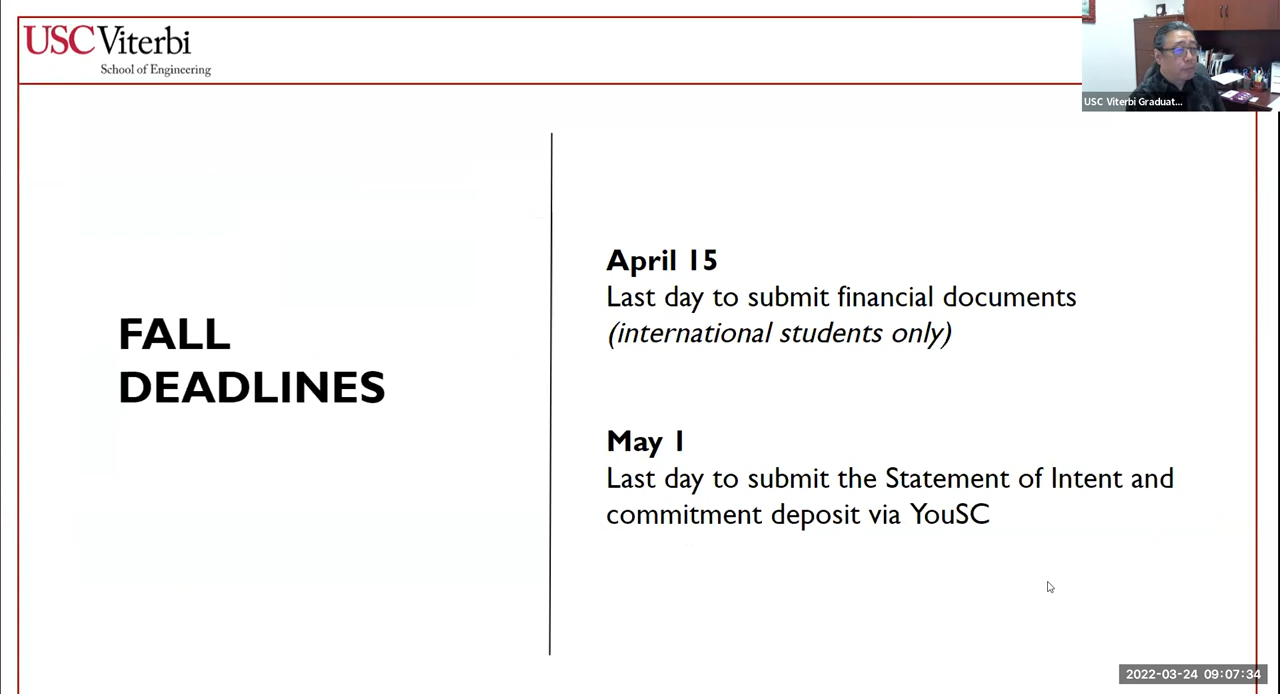 USC Viterbi
School of Engineering
USC Viterbi Graduat...
FALL
DEADLINES
April 15
Last day to submit financial documents
(international students only)
May 1
Last day to submit the Statement of Intent and
commitment deposit via YouSC
2022-03-24 09:07:34